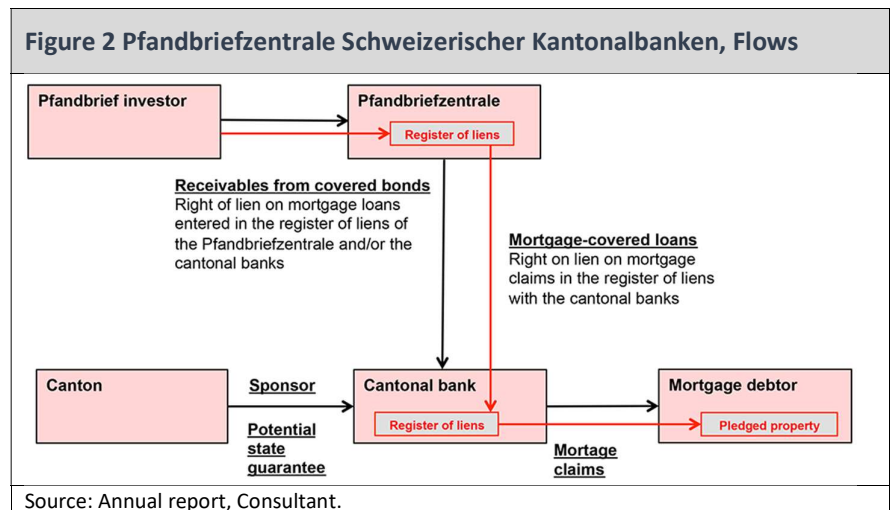 Figure 2 Pfandbriefzentrale Schweizerischer Kantonalbanken, Flows
Pfandbrief investor
Pfandbriefzentrale
Register of liens
Receivables from covered bonds
Right of lien on mortgage loans
entered in the register of liens of
the Pfandbriefzentrale and/or the
cantonal banks
Mortgage-covered loans
Right on lien on mortgage
claims in the register of liens
with the cantonal banks
Canton
Sponsor
Potential
state
guarantee
Cantonal bank
Register of liens
Mortage
claims
Mortgage debtor
Pledged property
Source: Annual report, Consultant.